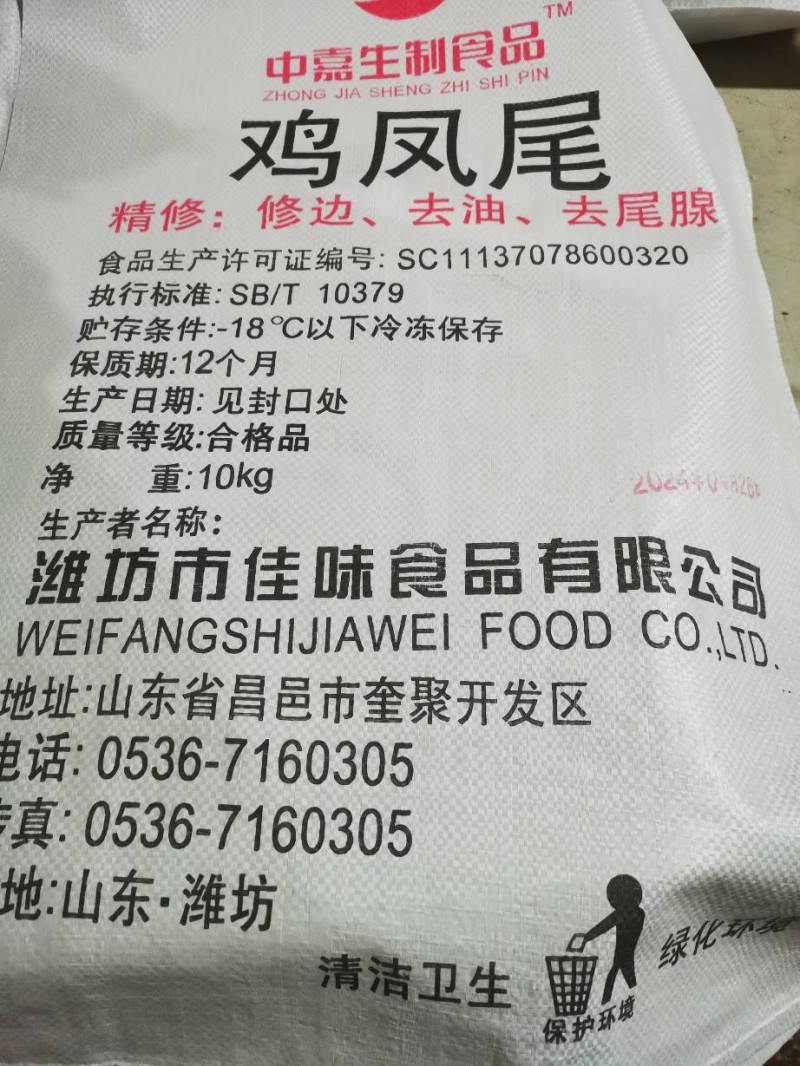 TM
中嘉生制食品
ZHONG JIA SHENG ZHI SHI PIN
鸡凤尾
精修：修边、去油、去尾腺
食品生产许可证编号: SC11137078600320
执行标准: SB/T 10379
贮存条件:-18℃以下冷冻保存
保质期:12个月
生产日期: 见封口处
质量等级:合格品
净 重:10kg
2024年
生产者名称:
潍坊市佳味食品有限公司
WEIFANGSHIJIAWEI FOOD CO.,LTD.
地址:山东省昌邑市奎聚开发区
电话: 0536-7160305
传真: 0536-7160305
地:山东·潍坊
清洁卫生
保护环境
绿化环境